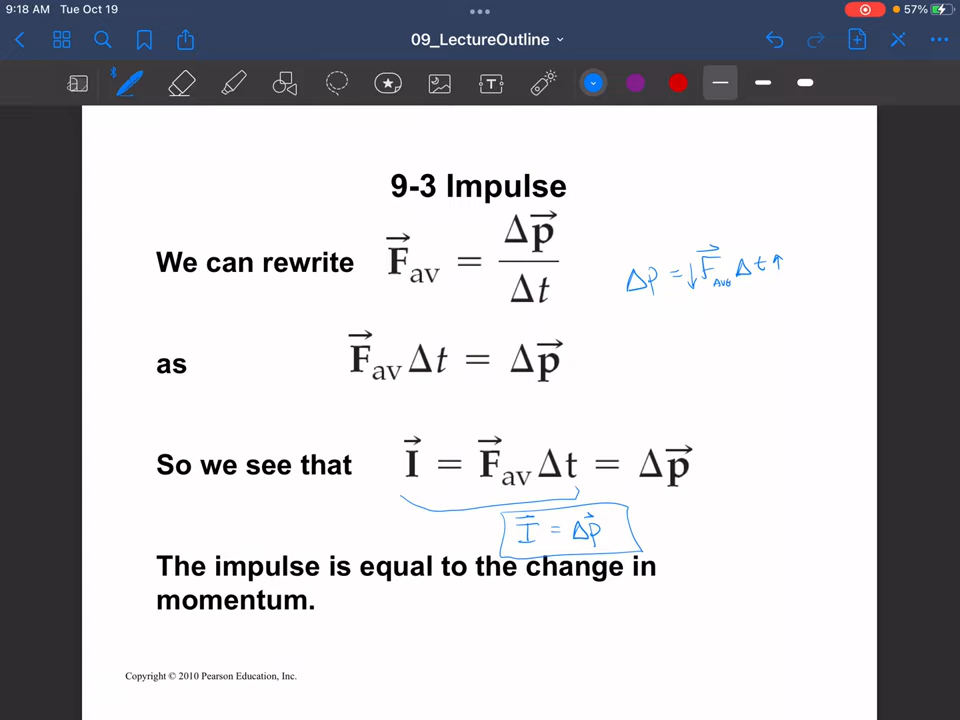 9:18 AM Tue Oct 19 57%
09_LectureOutline
9-3 Impulse
We can rewrite F⃗av = Δp⃗ / Δt
Δp = ↓F⃗AVG Δt↑
as F⃗av Δt = Δp⃗
So we see that I⃗ = F⃗av Δt = Δp⃗
I⃗ = Δp⃗
The impulse is equal to the change in
momentum.
Copyright © 2010 Pearson Education, Inc.